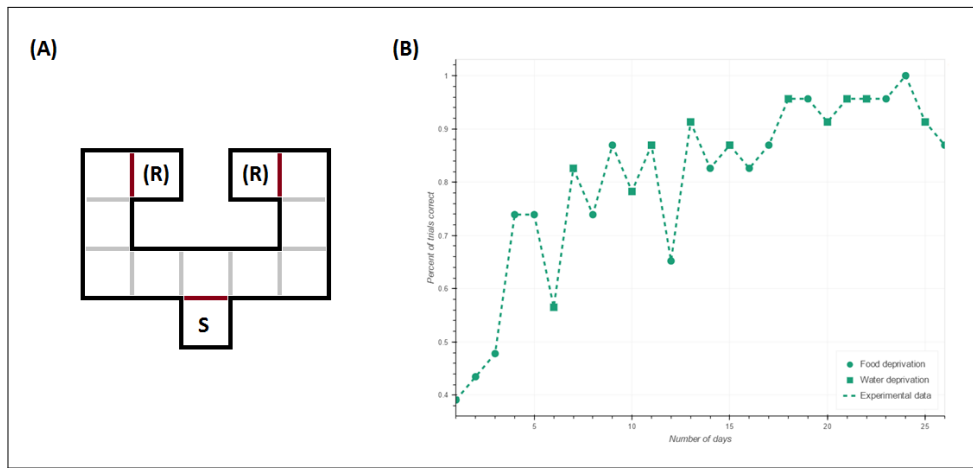 (A)
(R)
(R)
S
(B)
Percent of trials correct
1
0.9
0.8
0.7
0.6
0.5
0.4
5
10
15
20
25
Number of days
Food deprivation
Water deprivation
Experimental data